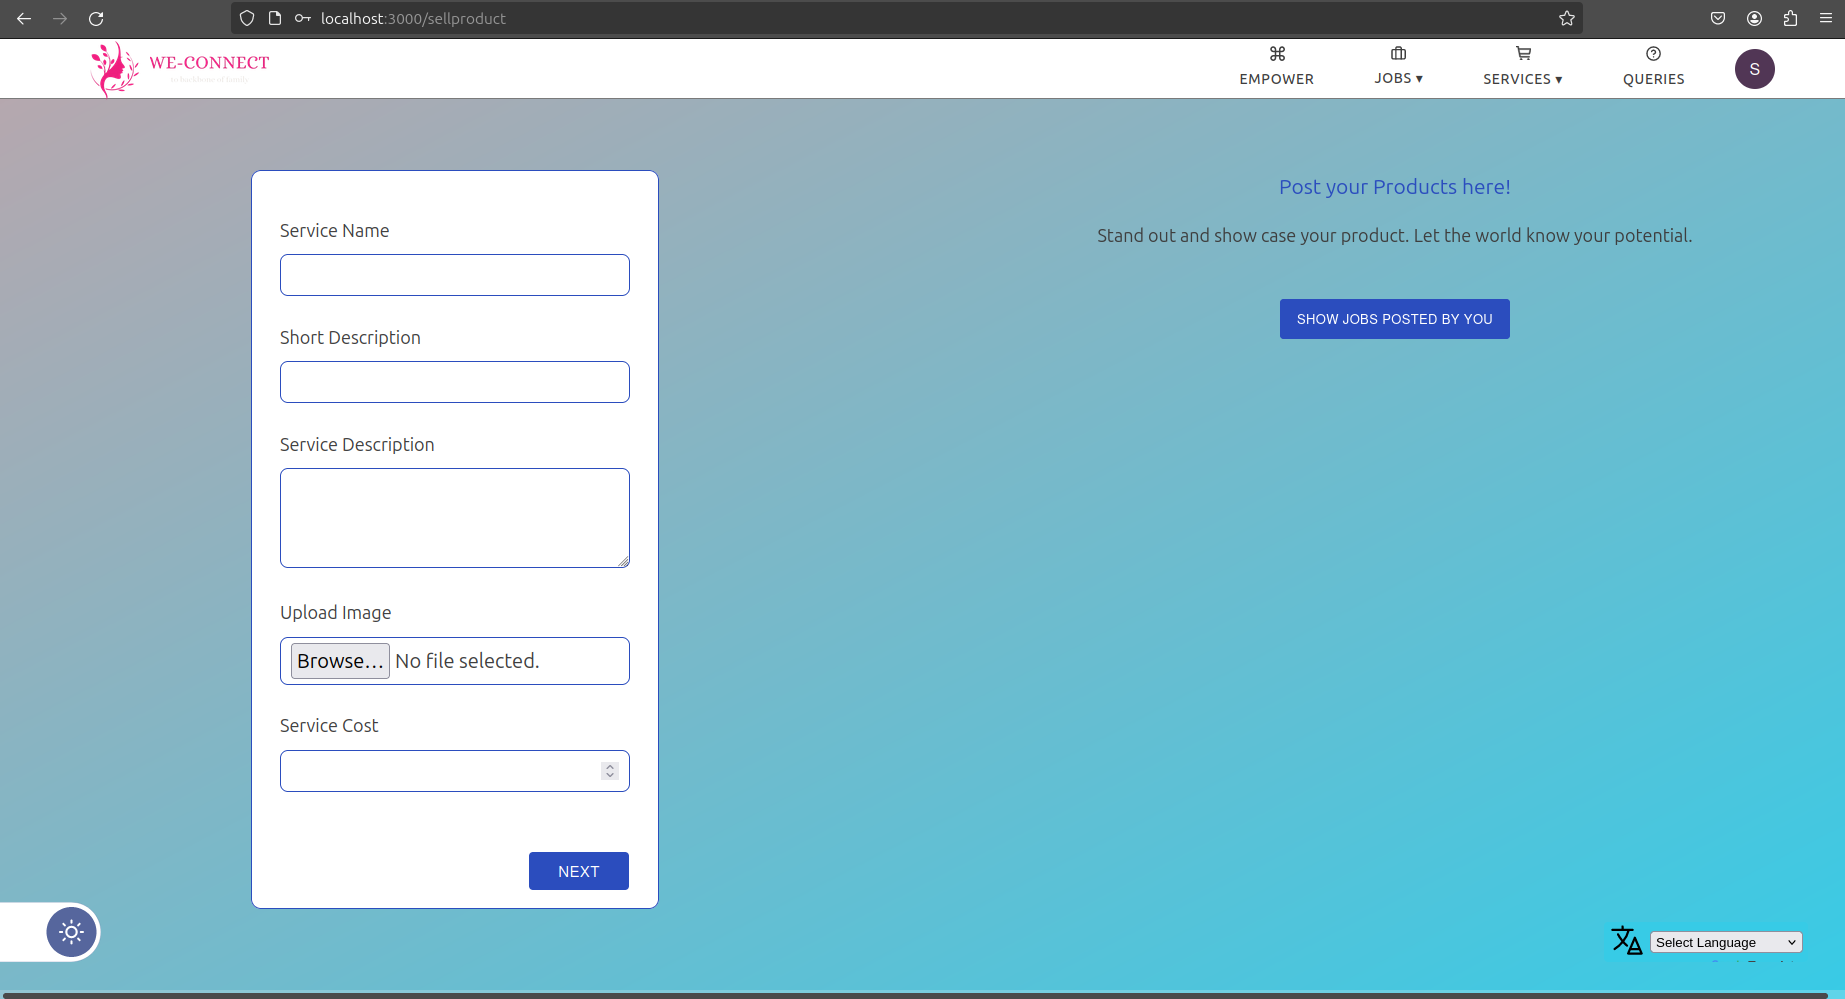 localhost:3000/sellproduct
WE-CONNECT
EMPOWER
JOBS ▾
SERVICES ▾
QUERIES
S
Service Name
Short Description
Service Description
Upload Image
Browse... No file selected.
Service Cost
NEXT
Post your Products here!
Stand out and show case your product. Let the world know your potential.
SHOW JOBS POSTED BY YOU
Select Language